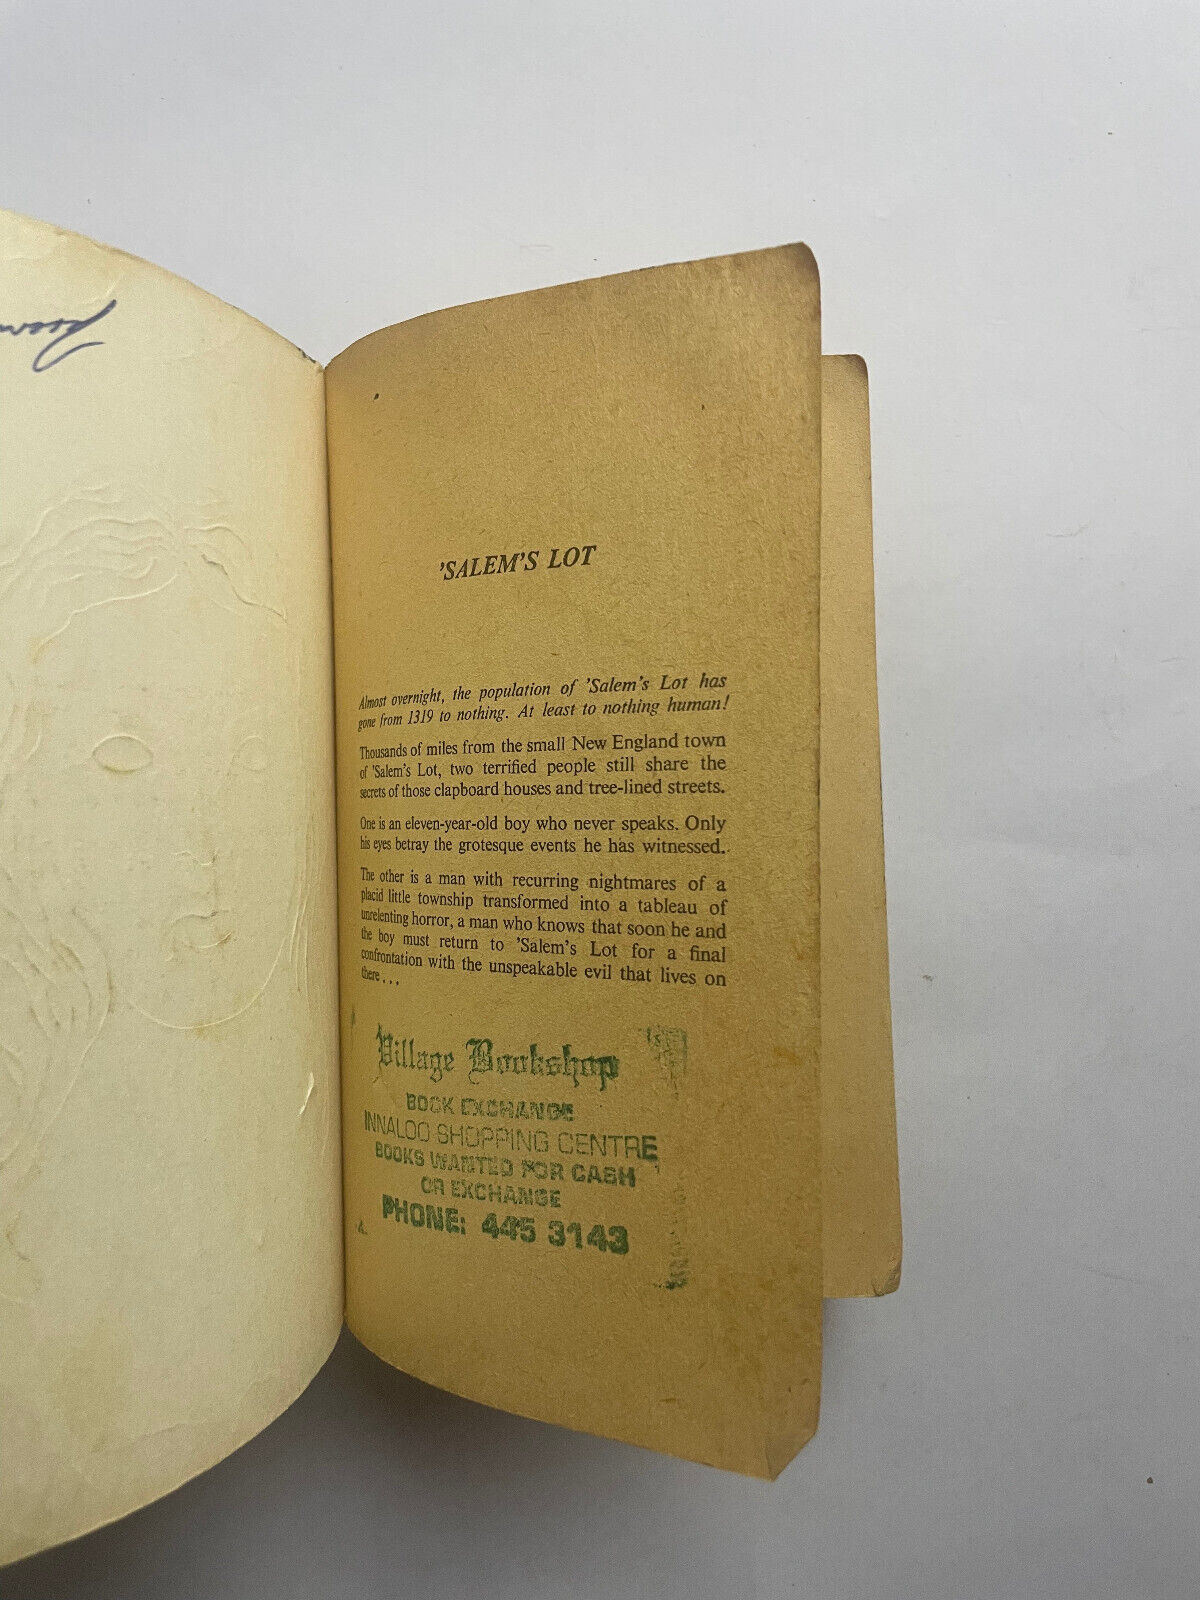 'SALEM'S LOT
Almost overnight, the population of 'Salem's Lot has
gone from 1319 to nothing. At least to nothing human!
Thousands of miles from the small New England town
of 'Salem's Lot, two terrified people still share the
secrets of those clapboard houses and tree-lined streets.
One is an eleven-year-old boy who never speaks. Only
his eyes betray the grotesque events he has witnessed.
The other is a man with recurring nightmares of a
placid little township transformed into a tableau of
unrelenting horror, a man who knows that soon he and
the boy must return to 'Salem's Lot for a final
confrontation with the unspeakable evil that lives on
there...
Village Bookshop
BOOK EXCHANGE
INNALOO SHOPPING CENTRE
BOOKS WANTED FOR CASH
OR EXCHANGE
PHONE: 445 3143